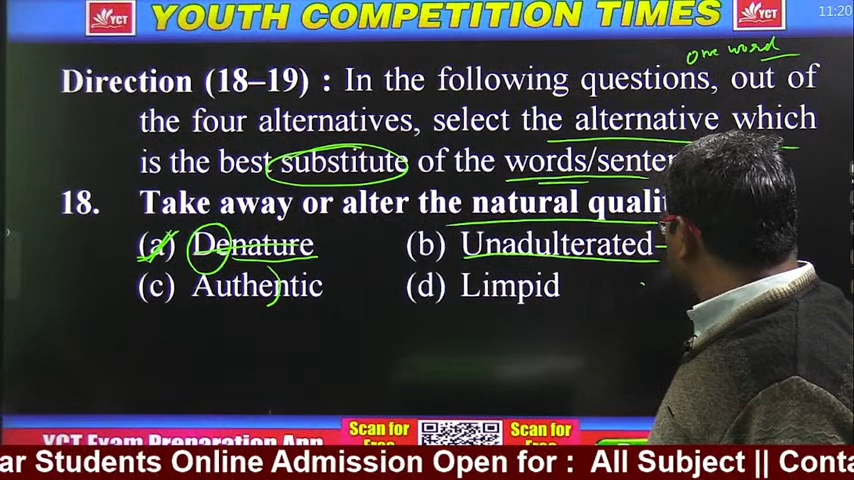 YCT YOUTH COMPETITION TIMES YCT 11:20
one word
Direction (18–19) : In the following questions, out of
the four alternatives, select the alternative which
is the best substitute of the words/senten
18. Take away or alter the natural qualit
(a) Denature (b) Unadulterated
(c) Authentic (d) Limpid
YCT Exam Preparation App Scan for Free Scan for Free
ar Students Online Admission Open for : All Subject || Conta